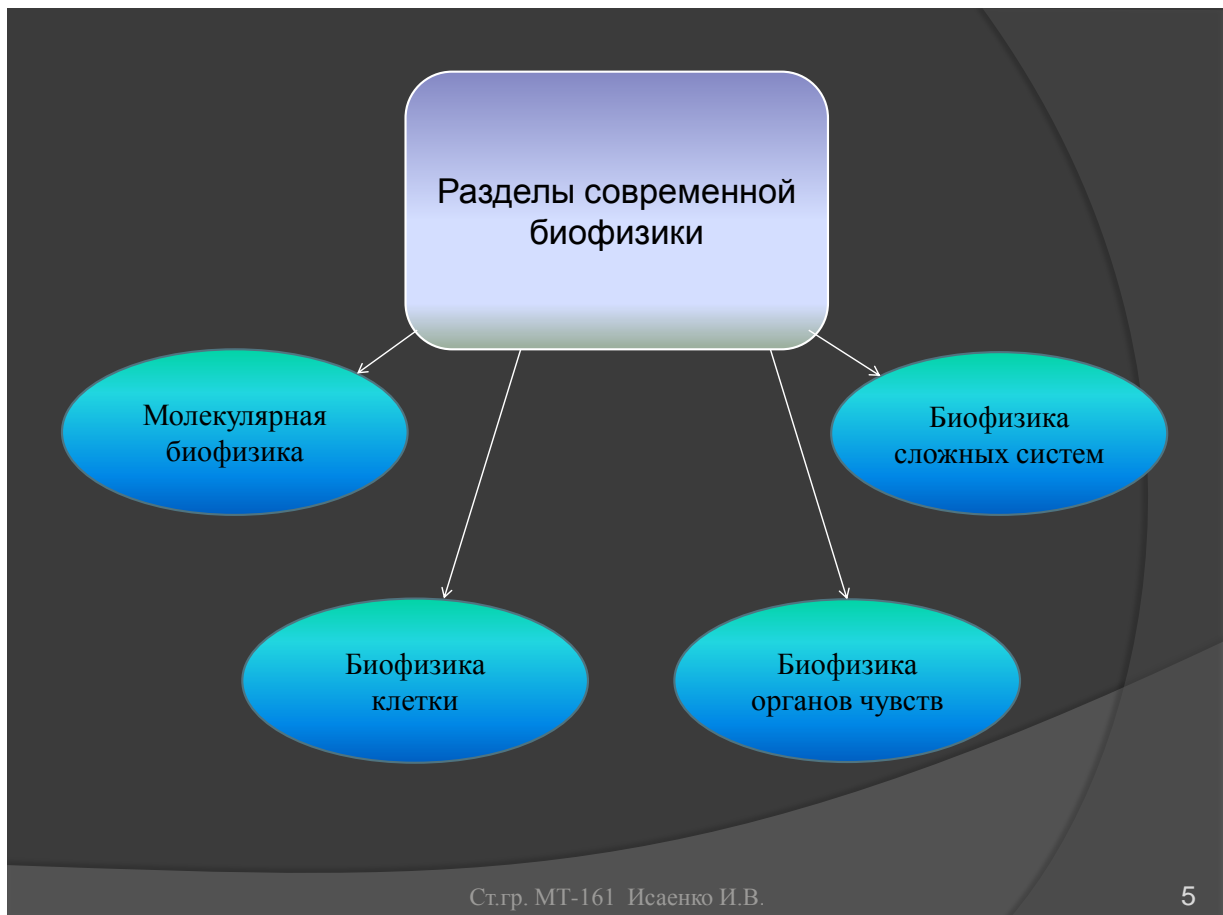 Разделы современной
биофизики
Молекулярная
биофизика
Биофизика
сложных систем
Биофизика
клетки
Биофизика
органов чувств
Ст.гр. МТ-161 Исаенко И.В.
5